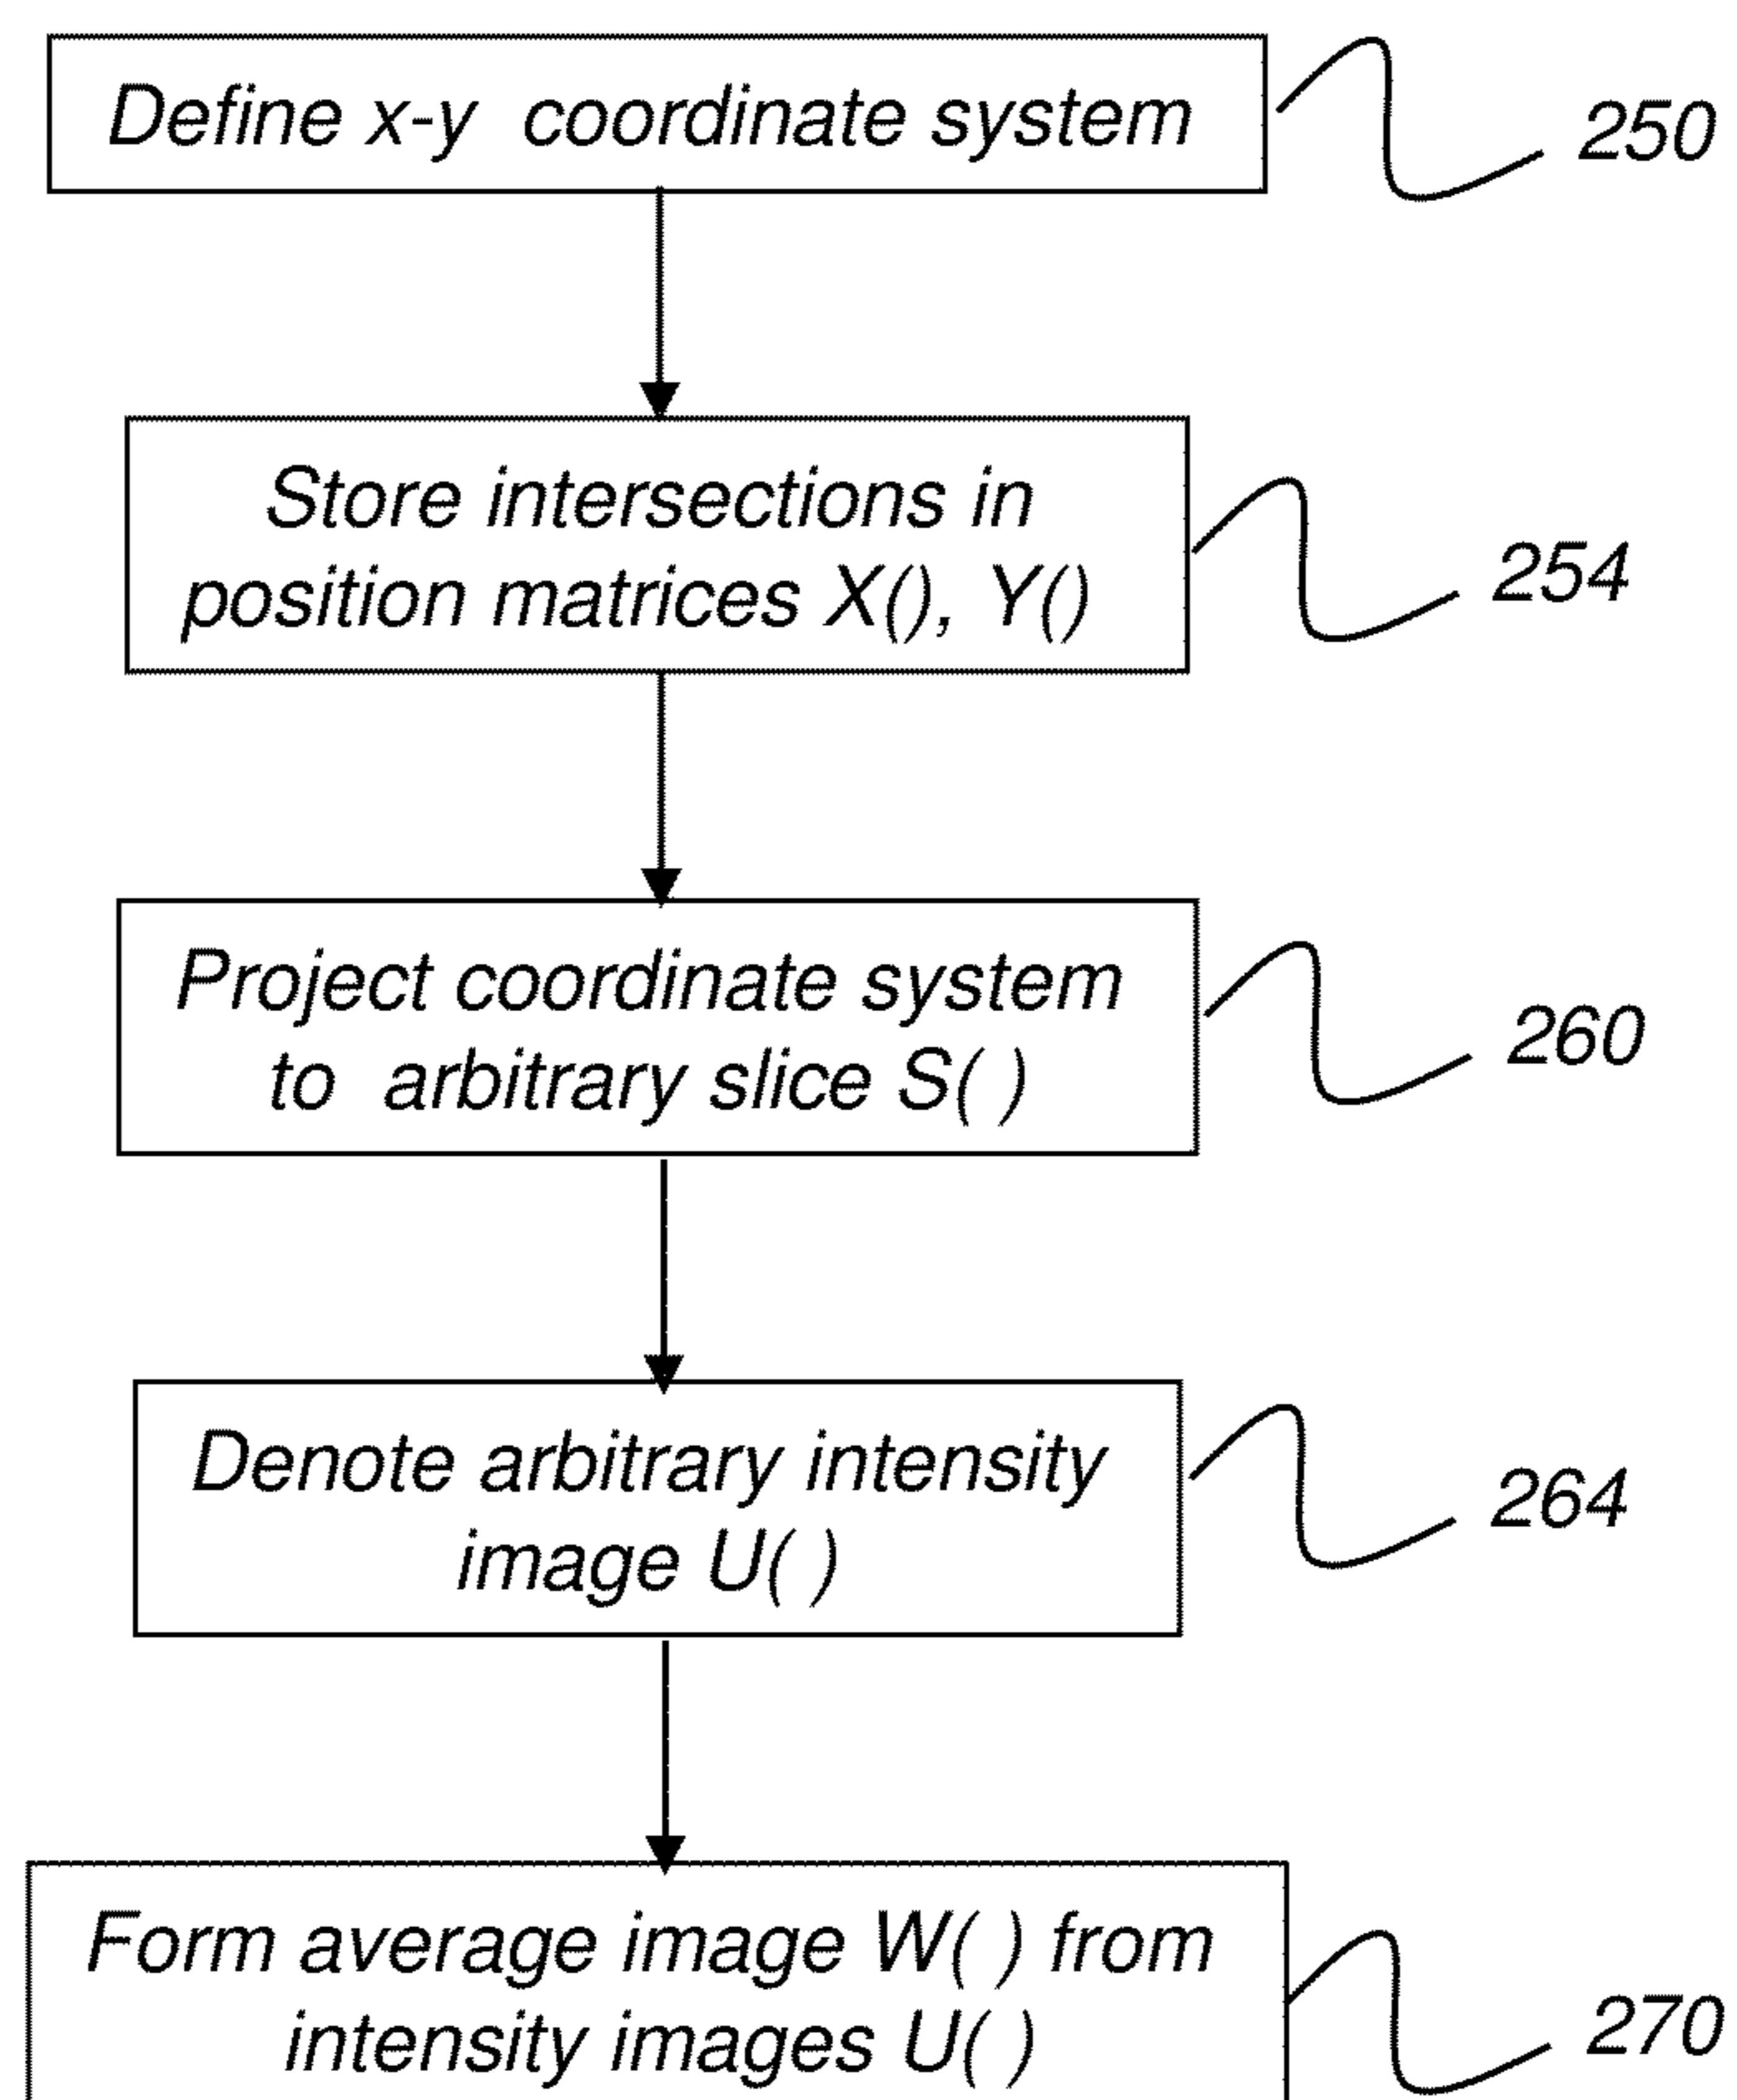 Define x-y coordinate system
250
Store intersections in
position matrices X(), Y()
254
Project coordinate system
to arbitrary slice S( )
260
Denote arbitrary intensity
image U( )
264
Form average image W( ) from
intensity images U( )
270